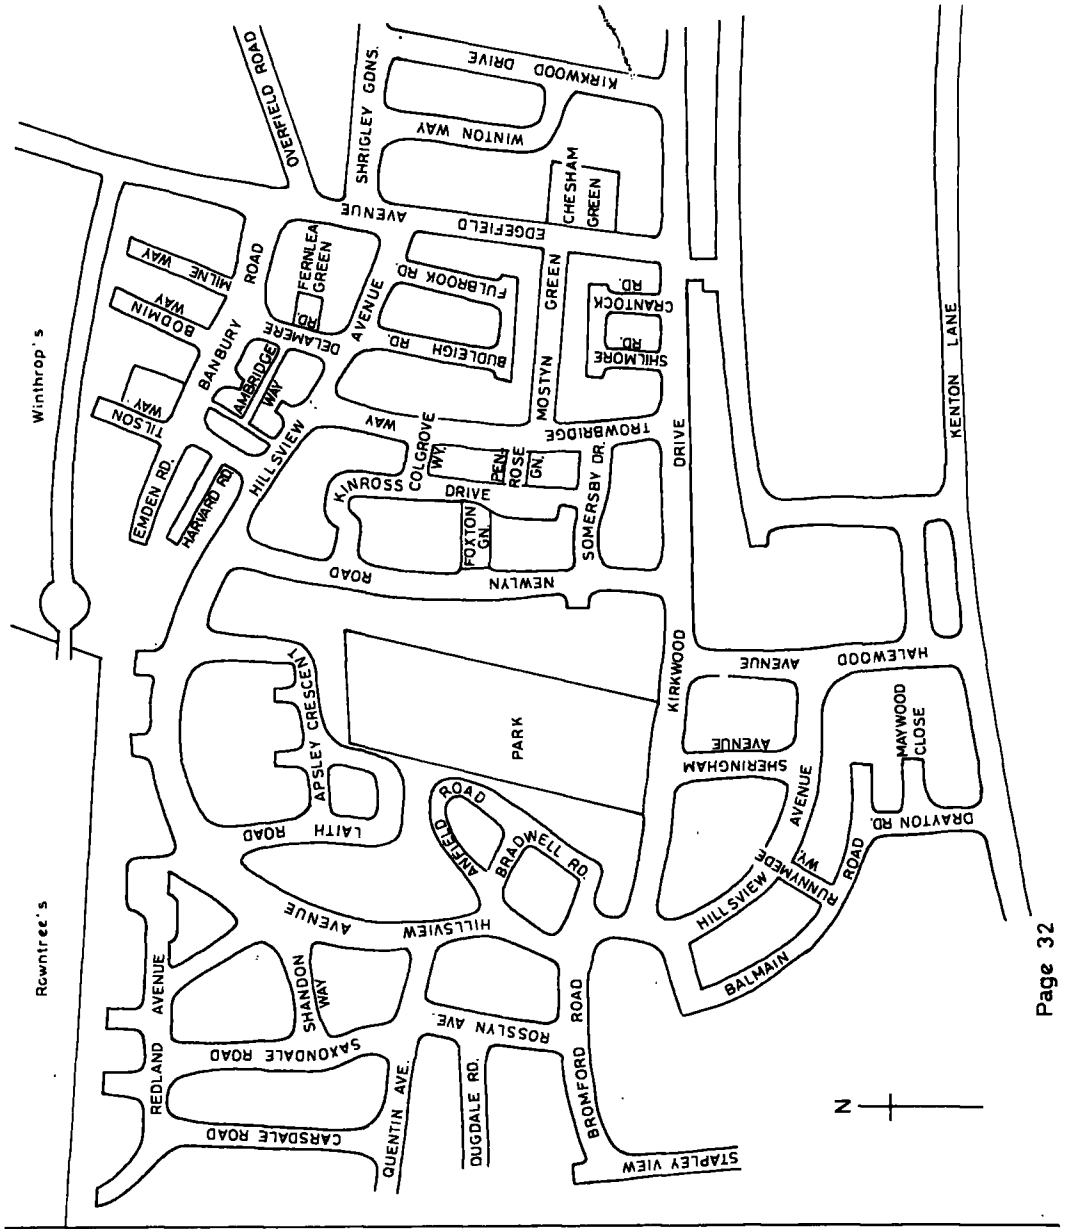 Winthrop's
Rowntree's
OVERFIELD ROAD
SHRIGLEY GDNS.
KIRKWOOD DRIVE
WINTON WAY
CHESHAM
GREEN
EDGEFIELD AVENUE
MILNE WAY
BODMIN
WAY
BANBURY ROAD
FERNLEA
GREEN
DELAMERE
RD.
AMBRIDGE
WAY
TILSON
WAY
EMDEN RD.
HARVARD RD.
HILLSVIEW AVENUE
FULBROOK RD.
BUDLEIGH RD.
MOSTYN GREEN
CRANTOCK
RD.
SHILMORE
RD.
TROWBRIDGE WAY
COLGROVE
WY.
PEN-
ROSE
GN.
KINROSS
DRIVE
FOXTON
GN.
SOMERSBY DR.
NEWLYN ROAD
KIRKWOOD DRIVE
KENTON LANE
HALEWOOD AVENUE
MAYWOOD
CLOSE
DRAYTON RD.
SHERINGHAM
AVENUE
HILLSVIEW AVENUE
RUNNYMEDE
WY.
BALMAIN ROAD
PARK
APSLEY CRESCENT
LAITH ROAD
ANFIELD ROAD
BRADWELL RD.
HILLSVIEW AVENUE
REDLAND AVENUE
SHANDON
WAY
SAXONDALE ROAD
CARSDALE ROAD
ROSSLYN AVE.
QUENTIN AVE.
DUGDALE RD.
BROMFORD ROAD
STAPLEY VIEW
N
Page 32